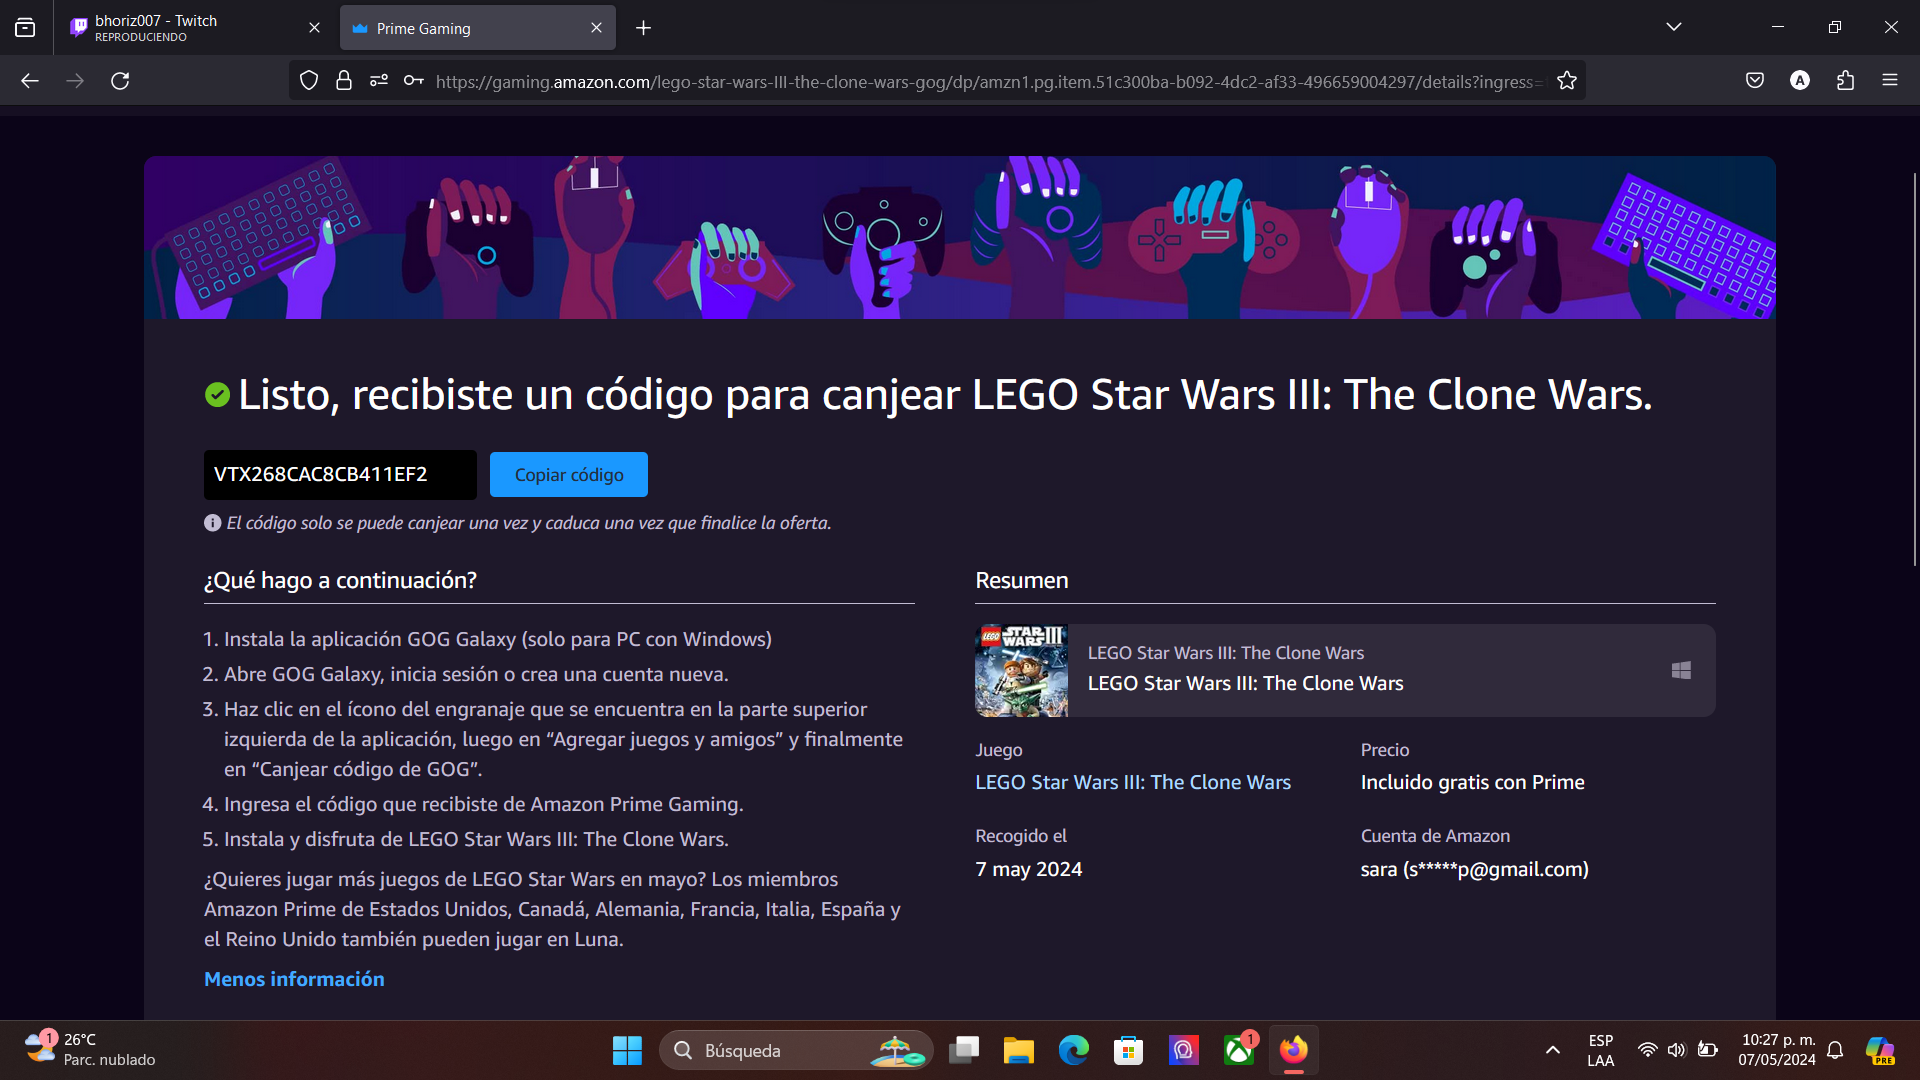 bhoriz007 - Twitch
REPRODUCIENDO
Prime Gaming
https://gaming.amazon.com/lego-star-wars-III-the-clone-wars-gog/dp/amzn1.pg.item.51c300ba-b092-4dc2-af33-496659004297/details?ingress=
A
Listo, recibiste un código para canjear LEGO Star Wars III: The Clone Wars.
VTX268CAC8CB411EF2
Copiar código
El código solo se puede canjear una vez y caduca una vez que finalice la oferta.
¿Qué hago a continuación?
1. Instala la aplicación GOG Galaxy (solo para PC con Windows)
2. Abre GOG Galaxy, inicia sesión o crea una cuenta nueva.
3. Haz clic en el ícono del engranaje que se encuentra en la parte superior
izquierda de la aplicación, luego en “Agregar juegos y amigos” y finalmente
en “Canjear código de GOG”.
4. Ingresa el código que recibiste de Amazon Prime Gaming.
5. Instala y disfruta de LEGO Star Wars III: The Clone Wars.
¿Quieres jugar más juegos de LEGO Star Wars en mayo? Los miembros
Amazon Prime de Estados Unidos, Canadá, Alemania, Francia, Italia, España y
el Reino Unido también pueden jugar en Luna.
Menos información
Resumen
LEGO STAR WARS III
LEGO Star Wars III: The Clone Wars
LEGO Star Wars III: The Clone Wars
Juego
LEGO Star Wars III: The Clone Wars
Precio
Incluido gratis con Prime
Recogido el
7 may 2024
Cuenta de Amazon
sara (s*****p@gmail.com)
1
26°C
Parc. nublado
Búsqueda
1
ESP
LAA
10:27 p. m.
07/05/2024
PRE